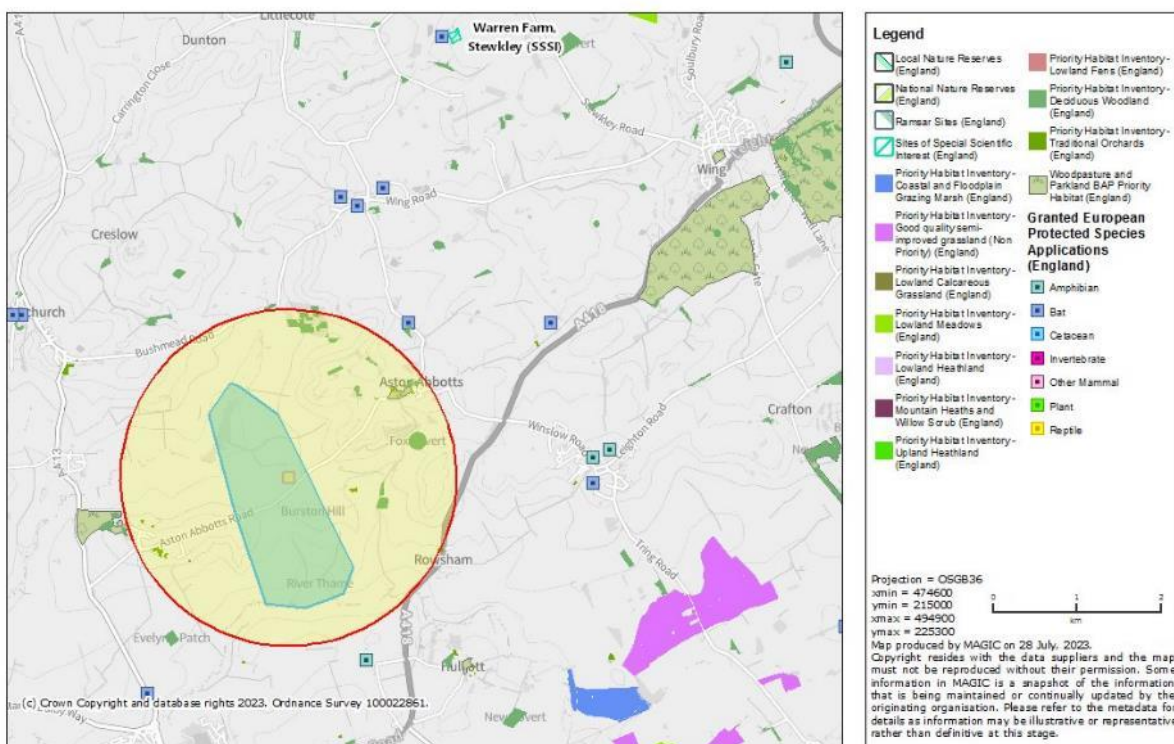 Littlecote
Dunton
Warren Farm,
Stewkley (SSSI)
Carrington Close
Soulbury Road
Stewkley Road
Wing
Wing Road
Creslow
Bushmead Road
Aston Abbotts
A418
Crafton
Winslow Road
Leighton Road
A413
Burston Hill
Aston Abbotts Road
Rowsham
Tring Road
River Thame
Evelyn Patch
Hulcott
(c) Crown Copyright and database rights 2023. Ordnance Survey 100022861.
Legend
Local Nature Reserves
(England)
National Nature Reserves
(England)
Ramsar Sites (England)
Sites of Special Scientific
Interest (England)
Priority Habitat Inventory -
Coastal and Floodplain
Grazing Marsh (England)
Priority Habitat Inventory -
Good quality semi-
improved grassland (Non
Priority) (England)
Priority Habitat Inventory -
Lowland Calcareous
Grassland (England)
Priority Habitat Inventory -
Lowland Meadows
(England)
Priority Habitat Inventory -
Lowland Heathland
(England)
Priority Habitat Inventory -
Mountain Heaths and
Willow Scrub (England)
Priority Habitat Inventory -
Upland Heathland
(England)
Priority Habitat Inventory -
Lowland Fens (England)
Priority Habitat Inventory -
Deciduous Woodland
(England)
Priority Habitat Inventory -
Traditional Orchards
(England)
Woodpasture and
Parkland BAP Priority
Habitat (England)
Granted European
Protected Species
Applications
(England)
Amphibian
Bat
Cetacean
Invertebrate
Other Mammal
Plant
Reptile
Projection = OSGB36
xmin = 474600
ymin = 215000
xmax = 494900
ymax = 225300
0 1 2
km
Map produced by MAGIC on 28 July, 2023.
Copyright resides with the data suppliers and the map
must not be reproduced without their permission. Some
information in MAGIC is a snapshot of the information
that is being maintained or continually updated by the
originating organisation. Please refer to the metadata for
details as information may be illustrative or representative
rather than definitive at this stage.